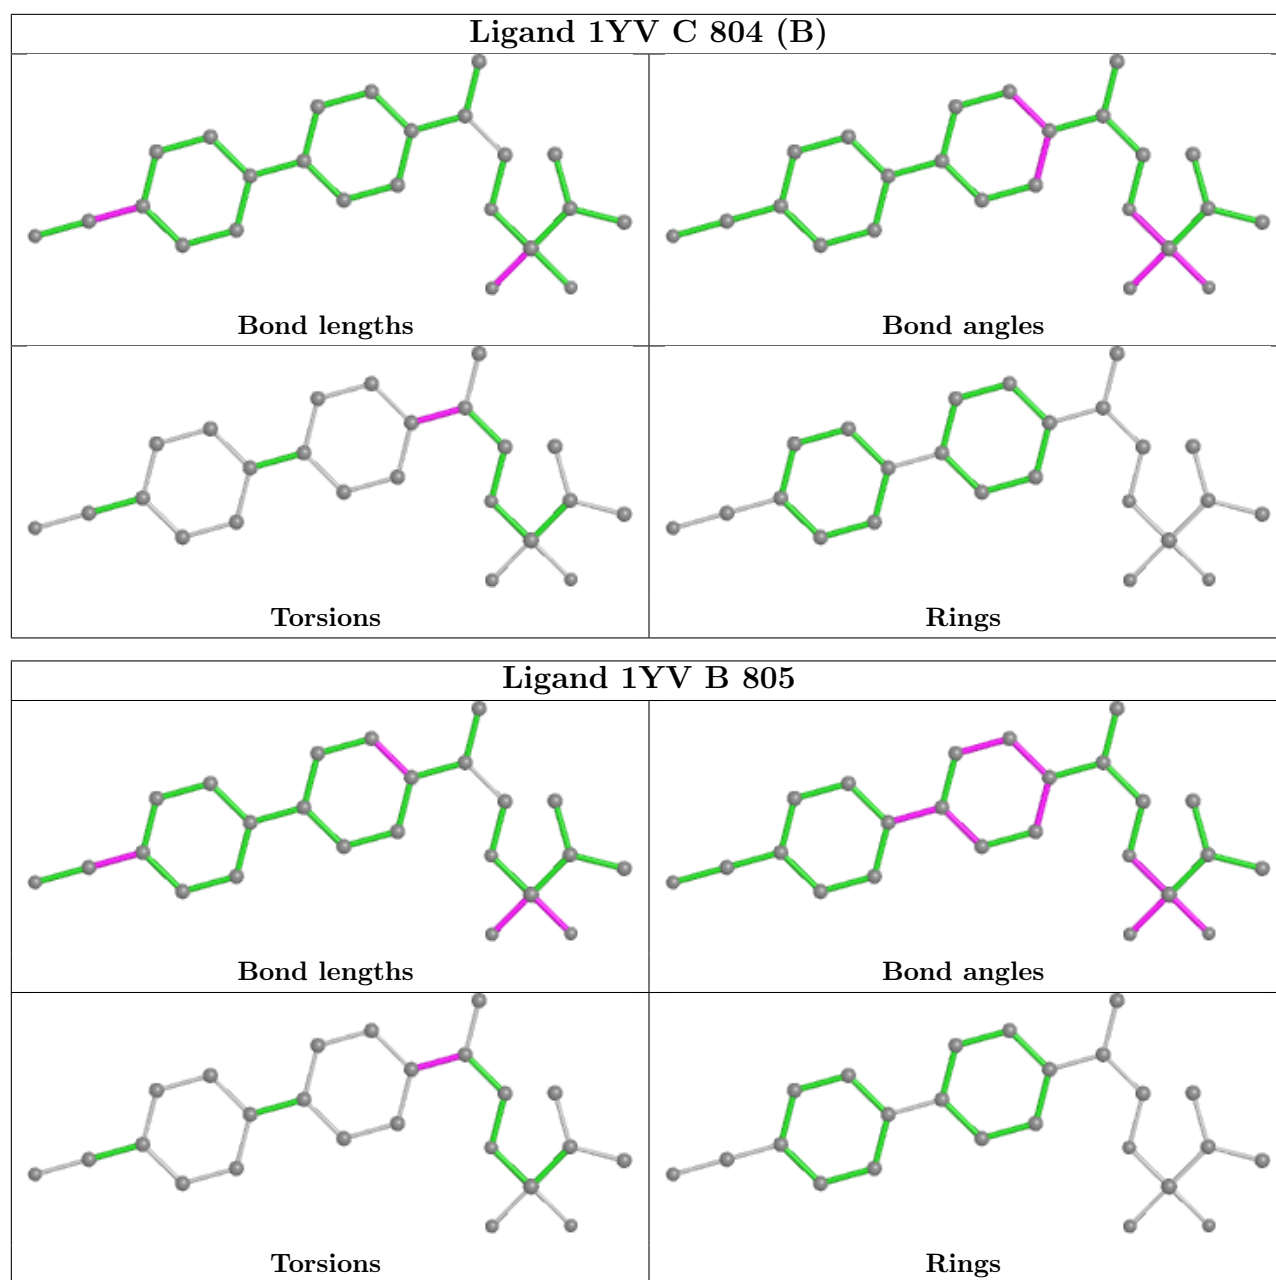 Ligand 1YV C 804 (B)
Bond lengths
Bond angles
Torsions
Rings
Ligand 1YV B 805
Bond lengths
Bond angles
Torsions
Rings